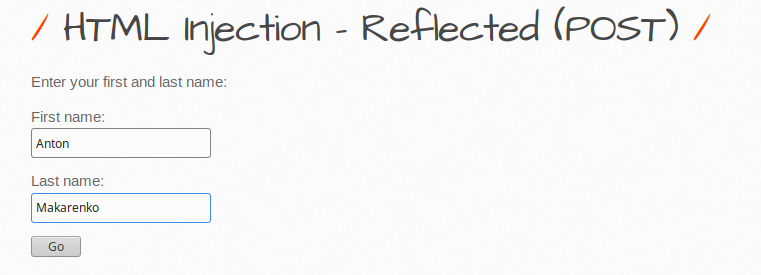 / HTML Injection - Reflected (POST) /
Enter your first and last name:
First name:
Anton
Last name:
Makarenko
Go